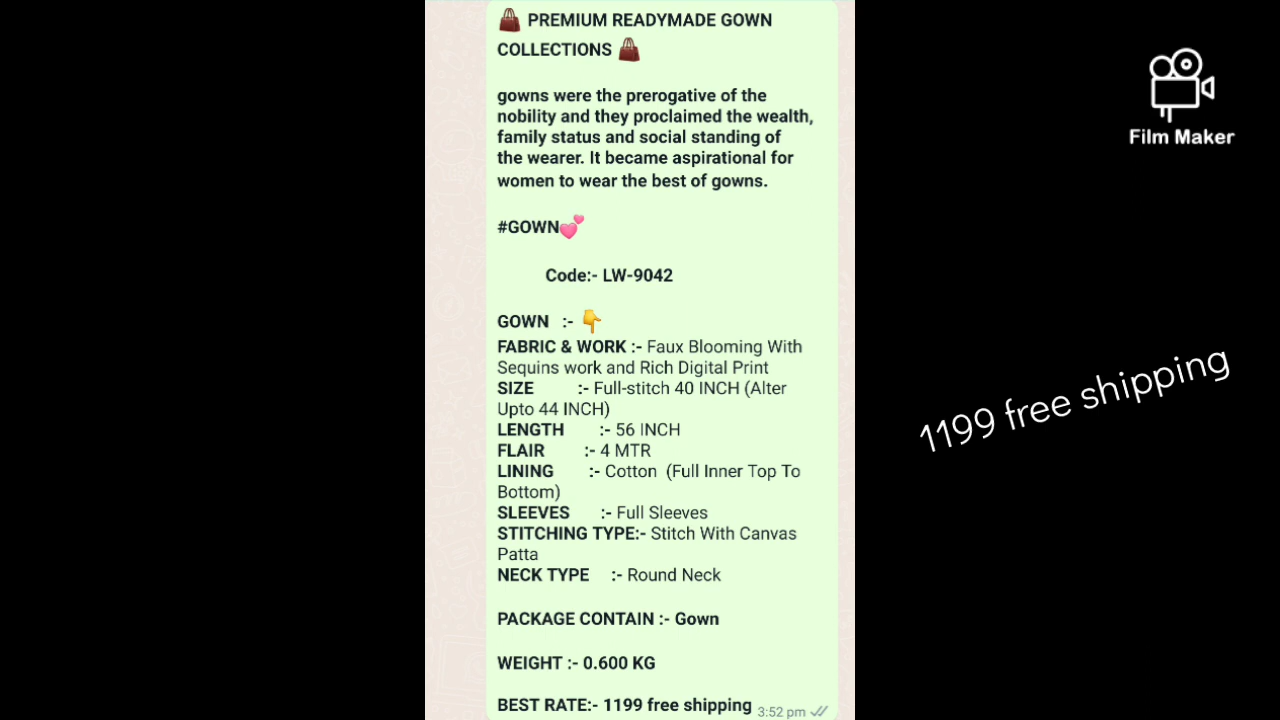 👜 PREMIUM READYMADE GOWN
COLLECTIONS 👜
gowns were the prerogative of the
nobility and they proclaimed the wealth,
family status and social standing of
the wearer. It became aspirational for
women to wear the best of gowns.
#GOWN💕
Code:- LW-9042
GOWN :- 👇
FABRIC & WORK :- Faux Blooming With
Sequins work and Rich Digital Print
SIZE :- Full-stitch 40 INCH (Alter
Upto 44 INCH)
LENGTH :- 56 INCH
FLAIR :- 4 MTR
LINING :- Cotton (Full Inner Top To
Bottom)
SLEEVES :- Full Sleeves
STITCHING TYPE:- Stitch With Canvas
Patta
NECK TYPE :- Round Neck
PACKAGE CONTAIN :- Gown
WEIGHT :- 0.600 KG
BEST RATE:- 1199 free shipping 3:52 pm
Film Maker
1199 free shipping